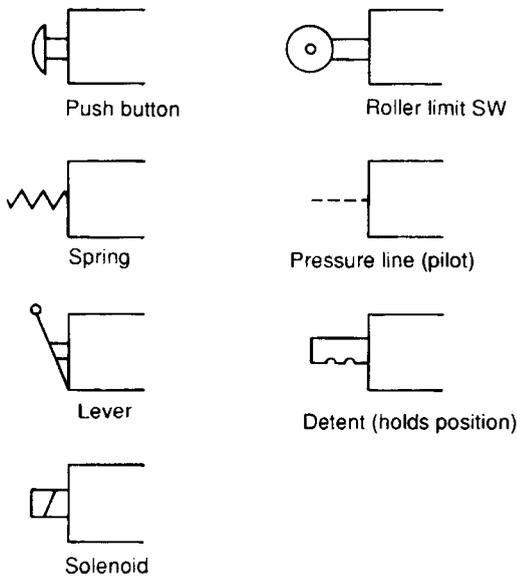 Push button
Roller limit SW
Spring
Pressure line (pilot)
Lever
Detent (holds position)
Solenoid